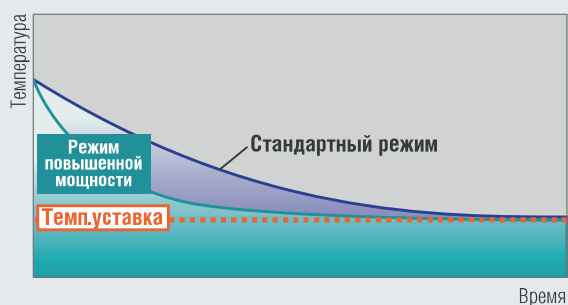 Температура
Стандартный режим
Режим
повышенной
мощности
Темп.уставка
Время